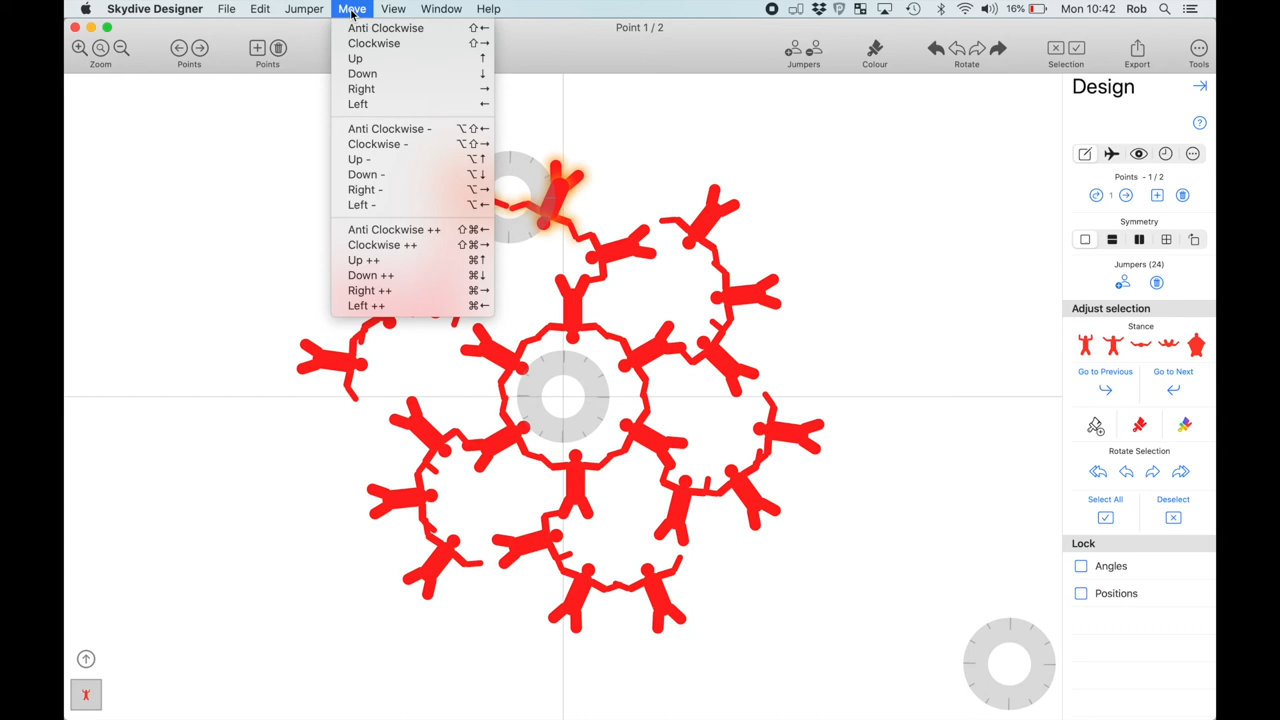 Skydive Designer File Edit Jumper Move View Window Help 16% Mon 10:42 Rob
Point 1 / 2
Zoom Points Points Jumpers Colour Rotate Selection Export Tools
Anti Clockwise ⇧←
Clockwise ⇧→
Up ↑
Down ↓
Right →
Left ←
Anti Clockwise - ⌥⇧←
Clockwise - ⌥⇧→
Up - ⌥↑
Down - ⌥↓
Right - ⌥→
Left - ⌥←
Anti Clockwise ++ ⇧⌘←
Clockwise ++ ⇧⌘→
Up ++ ⌘↑
Down ++ ⌘↓
Right ++ ⌘→
Left ++ ⌘←
Design
Points - 1 / 2
1
Symmetry
Jumpers (24)
Adjust selection
Stance
Go to Previous Go to Next
Rotate Selection
Select All Deselect
Lock
Angles
Positions